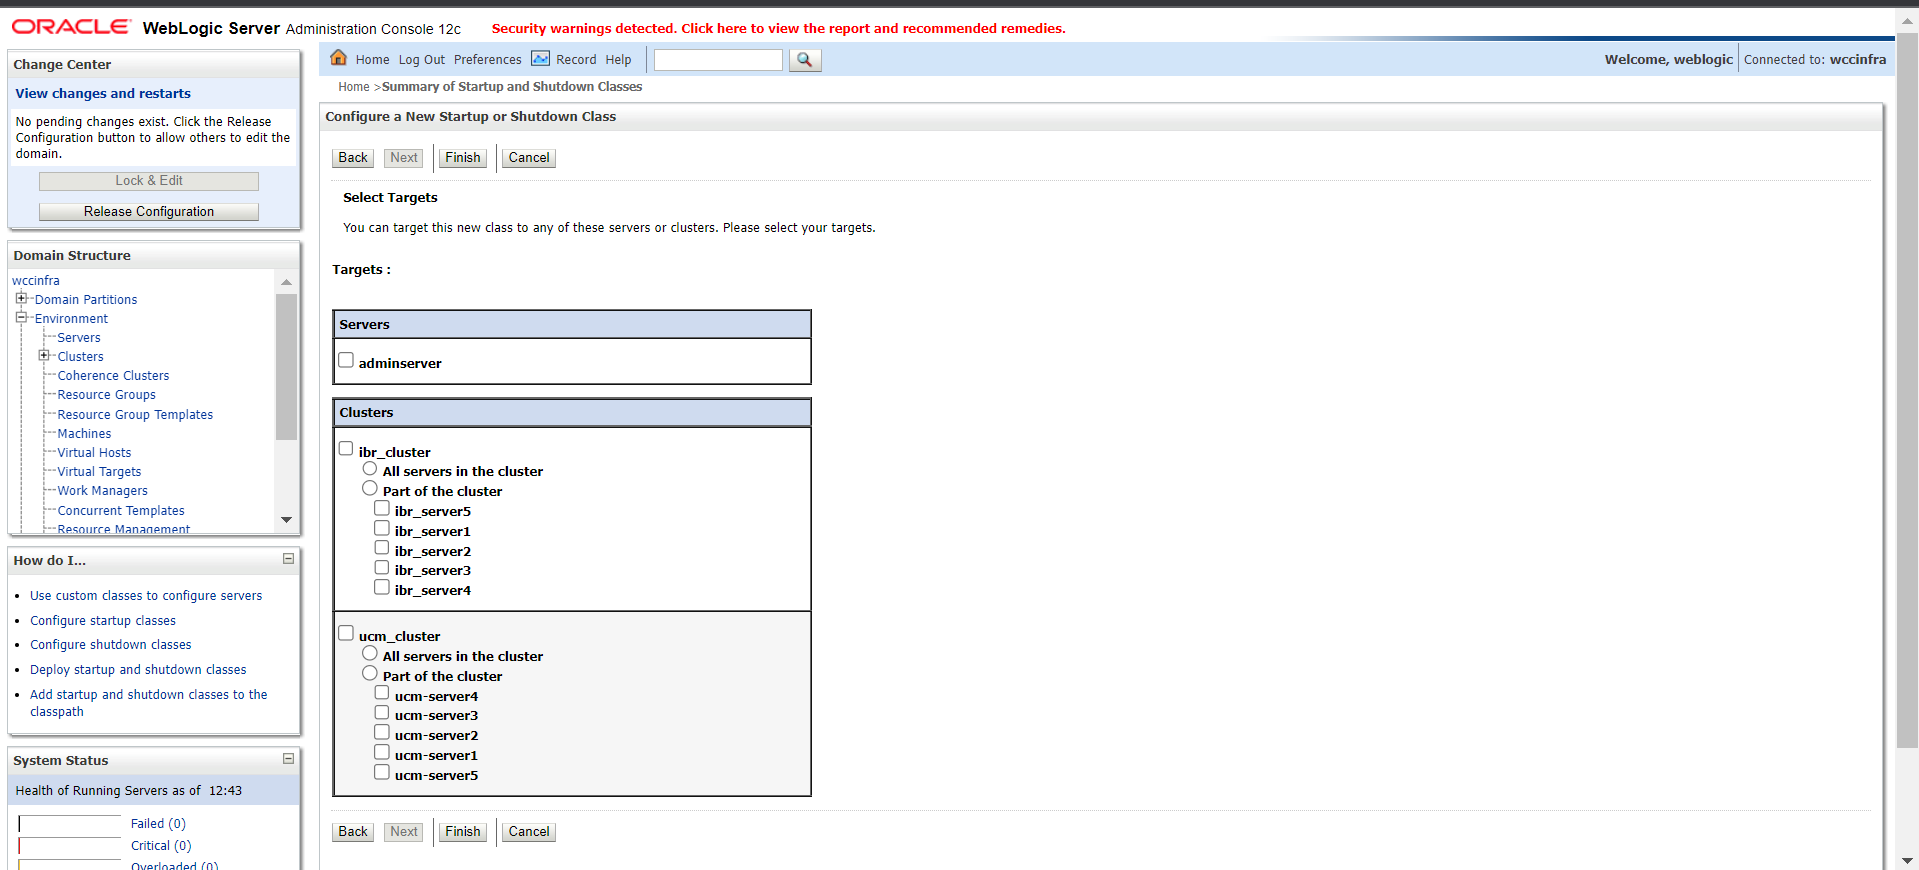 ORACLE WebLogic Server Administration Console 12c
Security warnings detected. Click here to view the report and recommended remedies.
Change Center
View changes and restarts
No pending changes exist. Click the Release
Configuration button to allow others to edit the
domain.
Lock & Edit
Release Configuration
Domain Structure
wccinfra
Domain Partitions
Environment
Servers
Clusters
Coherence Clusters
Resource Groups
Resource Group Templates
Machines
Virtual Hosts
Virtual Targets
Work Managers
Concurrent Templates
Resource Management
How do I...
Use custom classes to configure servers
Configure startup classes
Configure shutdown classes
Deploy startup and shutdown classes
Add startup and shutdown classes to the
classpath
System Status
Health of Running Servers as of 12:43
Failed (0)
Critical (0)
Overloaded (0)
Home Log Out Preferences Record Help
Welcome, weblogic Connected to: wccinfra
Home >Summary of Startup and Shutdown Classes
Configure a New Startup or Shutdown Class
Back Next Finish Cancel
Select Targets
You can target this new class to any of these servers or clusters. Please select your targets.
Targets :
Servers
adminserver
Clusters
ibr_cluster
All servers in the cluster
Part of the cluster
ibr_server5
ibr_server1
ibr_server2
ibr_server3
ibr_server4
ucm_cluster
All servers in the cluster
Part of the cluster
ucm-server4
ucm-server3
ucm-server2
ucm-server1
ucm-server5
Back Next Finish Cancel